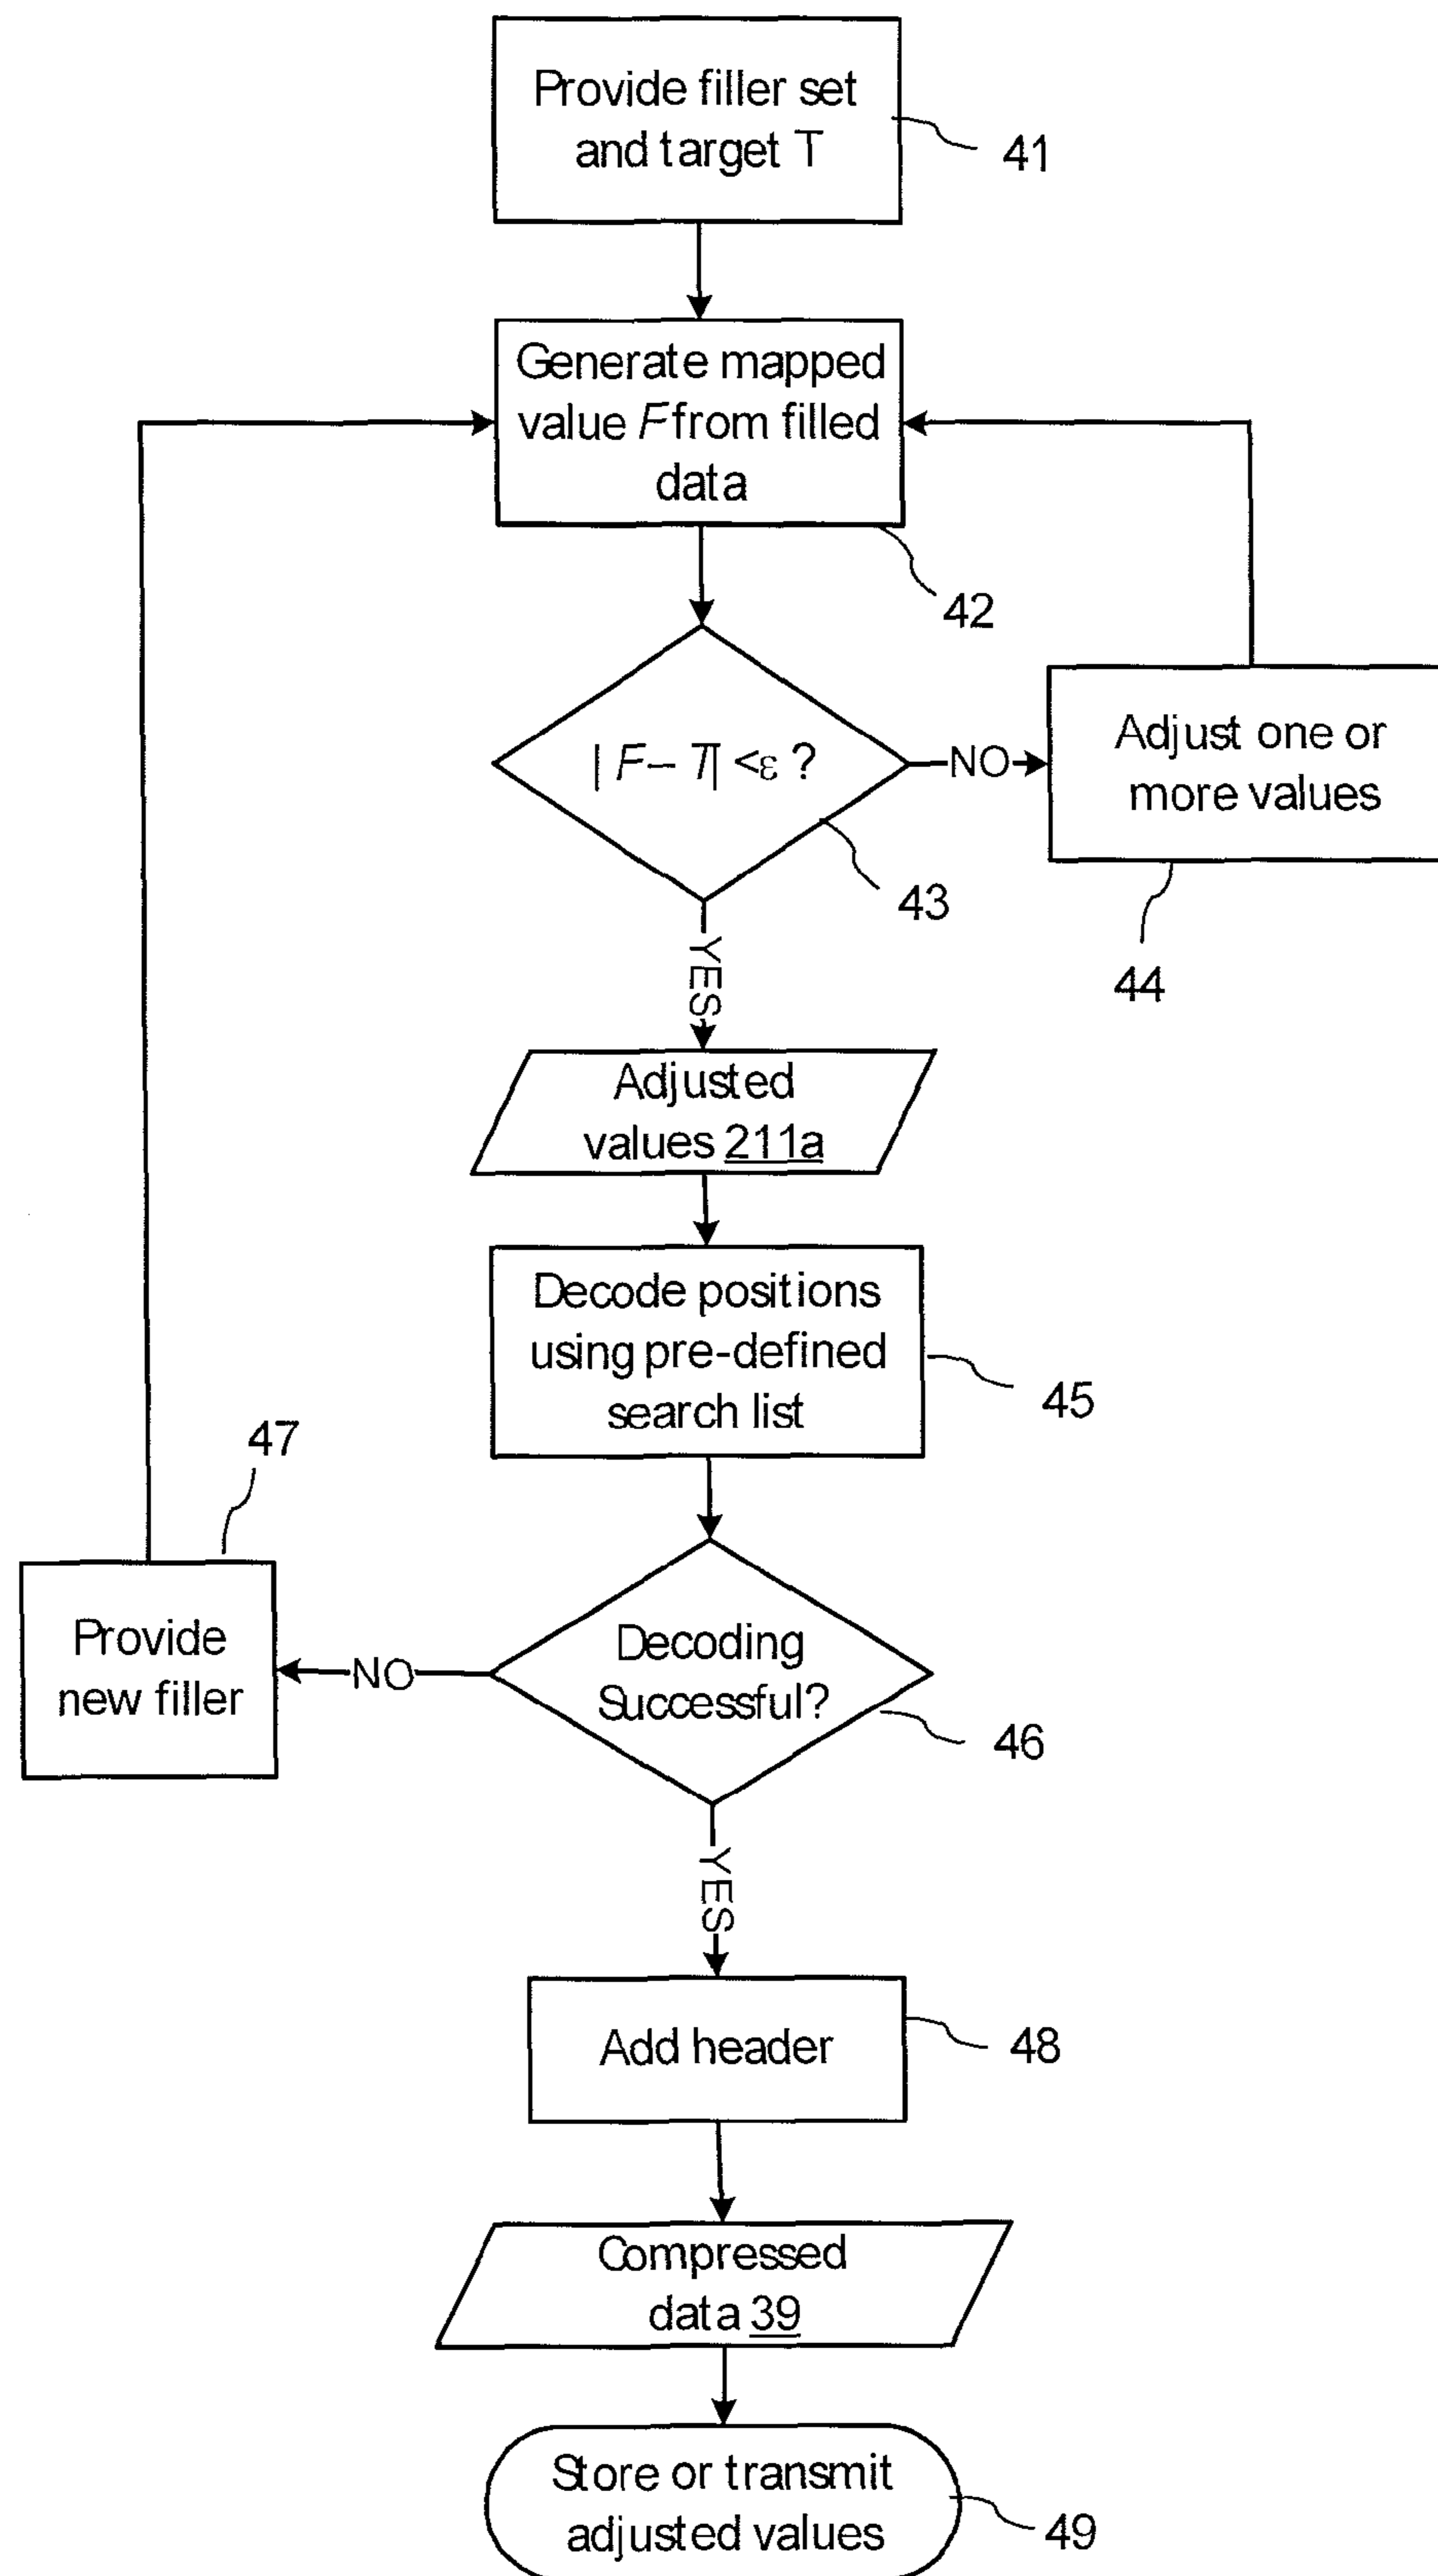 Provide filler set
and target T
41
Generate mapped
value F from filled
data
42
| F – T| <ε ?
NO
Adjust one or
more values
43
44
YES
Adjusted
values 211a
Decode positions
using pre-defined
search list
45
47
Provide
new filler
NO
Decoding
Successful?
46
YES
Add header
48
Compressed
data 39
Store or transmit
adjusted values
49